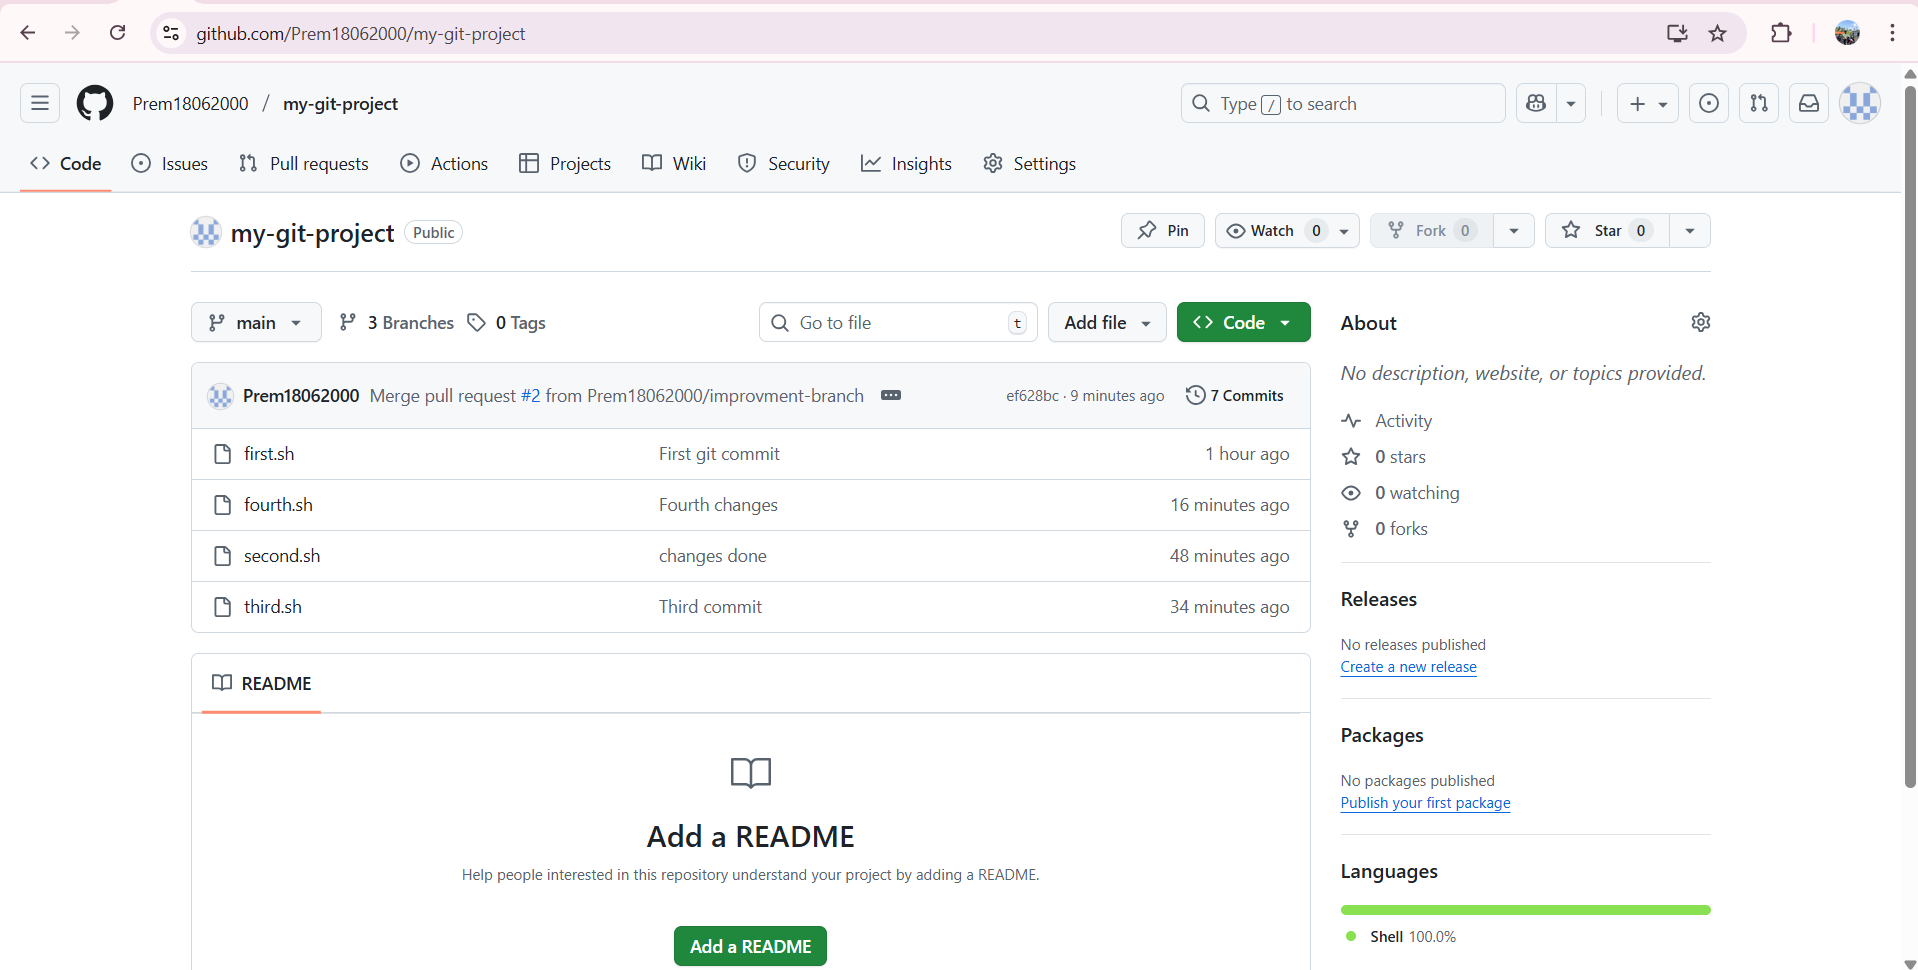 github.com/Prem18062000/my-git-project
Prem18062000 / my-git-project
Type / to search
Code Issues Pull requests Actions Projects Wiki Security Insights Settings
my-git-project Public
Pin Watch 0 Fork 0 Star 0
main 3 Branches 0 Tags Go to file t Add file Code
Prem18062000 Merge pull request #2 from Prem18062000/improvment-branch ef628bc · 9 minutes ago 7 Commits
first.sh First git commit 1 hour ago
fourth.sh Fourth changes 16 minutes ago
second.sh changes done 48 minutes ago
third.sh Third commit 34 minutes ago
README
Add a README
Help people interested in this repository understand your project by adding a README.
Add a README
About
No description, website, or topics provided.
Activity
0 stars
0 watching
0 forks
Releases
No releases published
Create a new release
Packages
No packages published
Publish your first package
Languages
Shell 100.0%